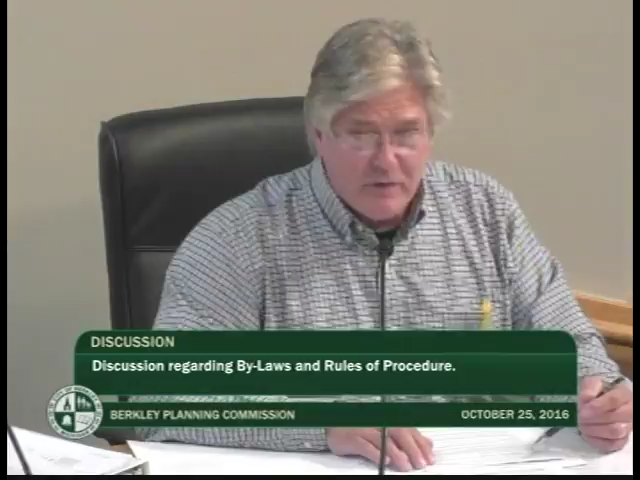 DISCUSSION
Discussion regarding By-Laws and Rules of Procedure.
BERKLEY PLANNING COMMISSION
OCTOBER 25, 2016